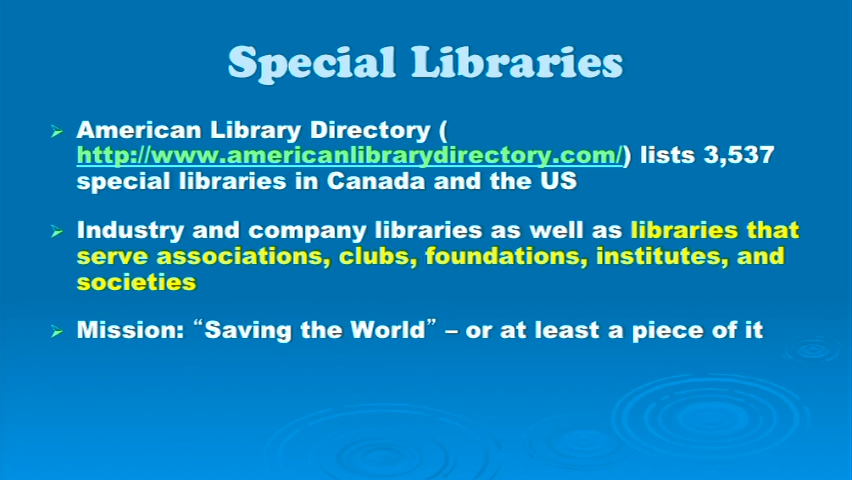 Special Libraries
American Library Directory (
http://www.americanlibrarydirectory.com/) lists 3,537
special libraries in Canada and the US
Industry and company libraries as well as libraries that
serve associations, clubs, foundations, institutes, and
societies
Mission: “Saving the World” – or at least a piece of it